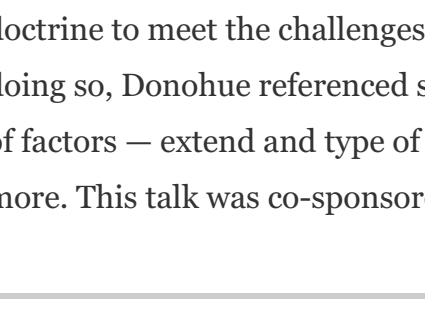 doctrine to meet the challenges
doing so, Donohue referenced s
of factors — extend and type of
more. This talk was co-sponsor